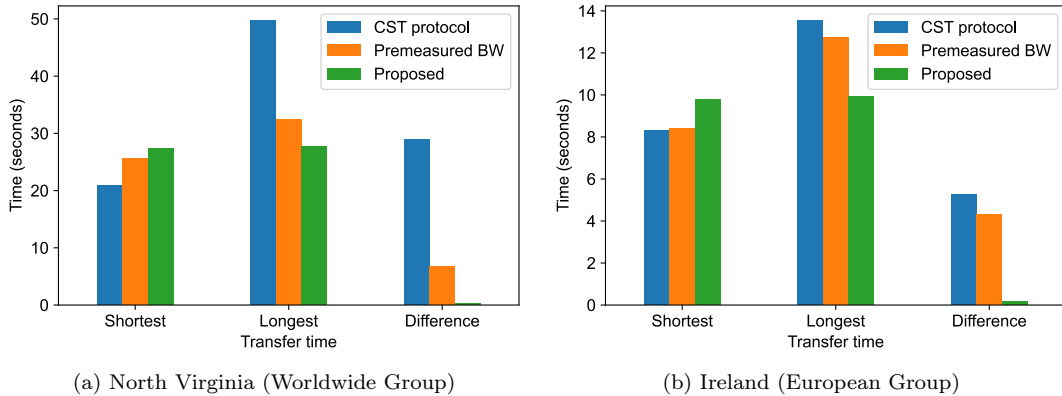 50
40
30
20
10
0
Time (seconds)
CST protocol
Premeasured BW
Proposed
Shortest
Longest
Difference
Transfer time
(a) North Virginia (Worldwide Group)
14
12
10
8
6
4
2
0
Time (seconds)
CST protocol
Premeasured BW
Proposed
Shortest
Longest
Difference
Transfer time
(b) Ireland (European Group)